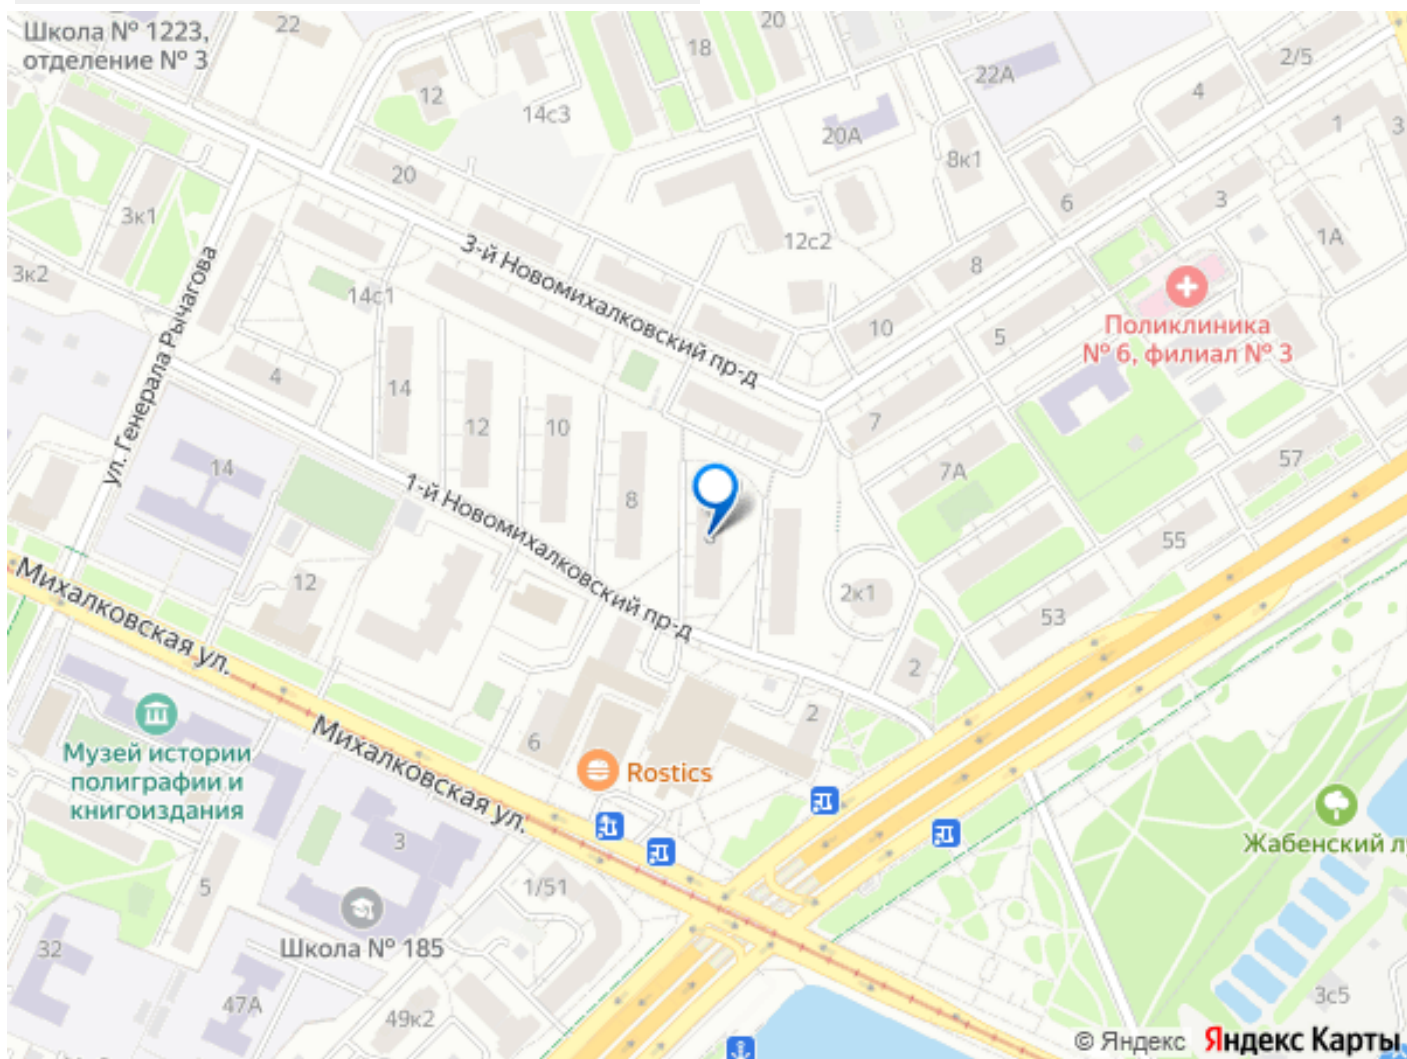 Школа № 1223,
отделение № 3
22
20
18
2/5
22А
4
12
14с3
1
3
20А
8к1
20
6
3
3к1
12с2
1А
3-й Новомихалковский пр-д
8
3к2
14с1
ул. Генерала Рычагова
10
5
Поликлиника
№ 6, филиал № 3
4
14
12
10
7
57
14
7А
8
1-й Новомихалковский пр-д
55
12
2к1
53
Михалковская ул.
2
2
Музей истории
полиграфии и
книгоиздания
6
Rostics
Михалковская ул.
3
Жабенский лу
5
1/51
Школа № 185
32
47А
49к2
3с5
© Яндекс Яндекс Карты